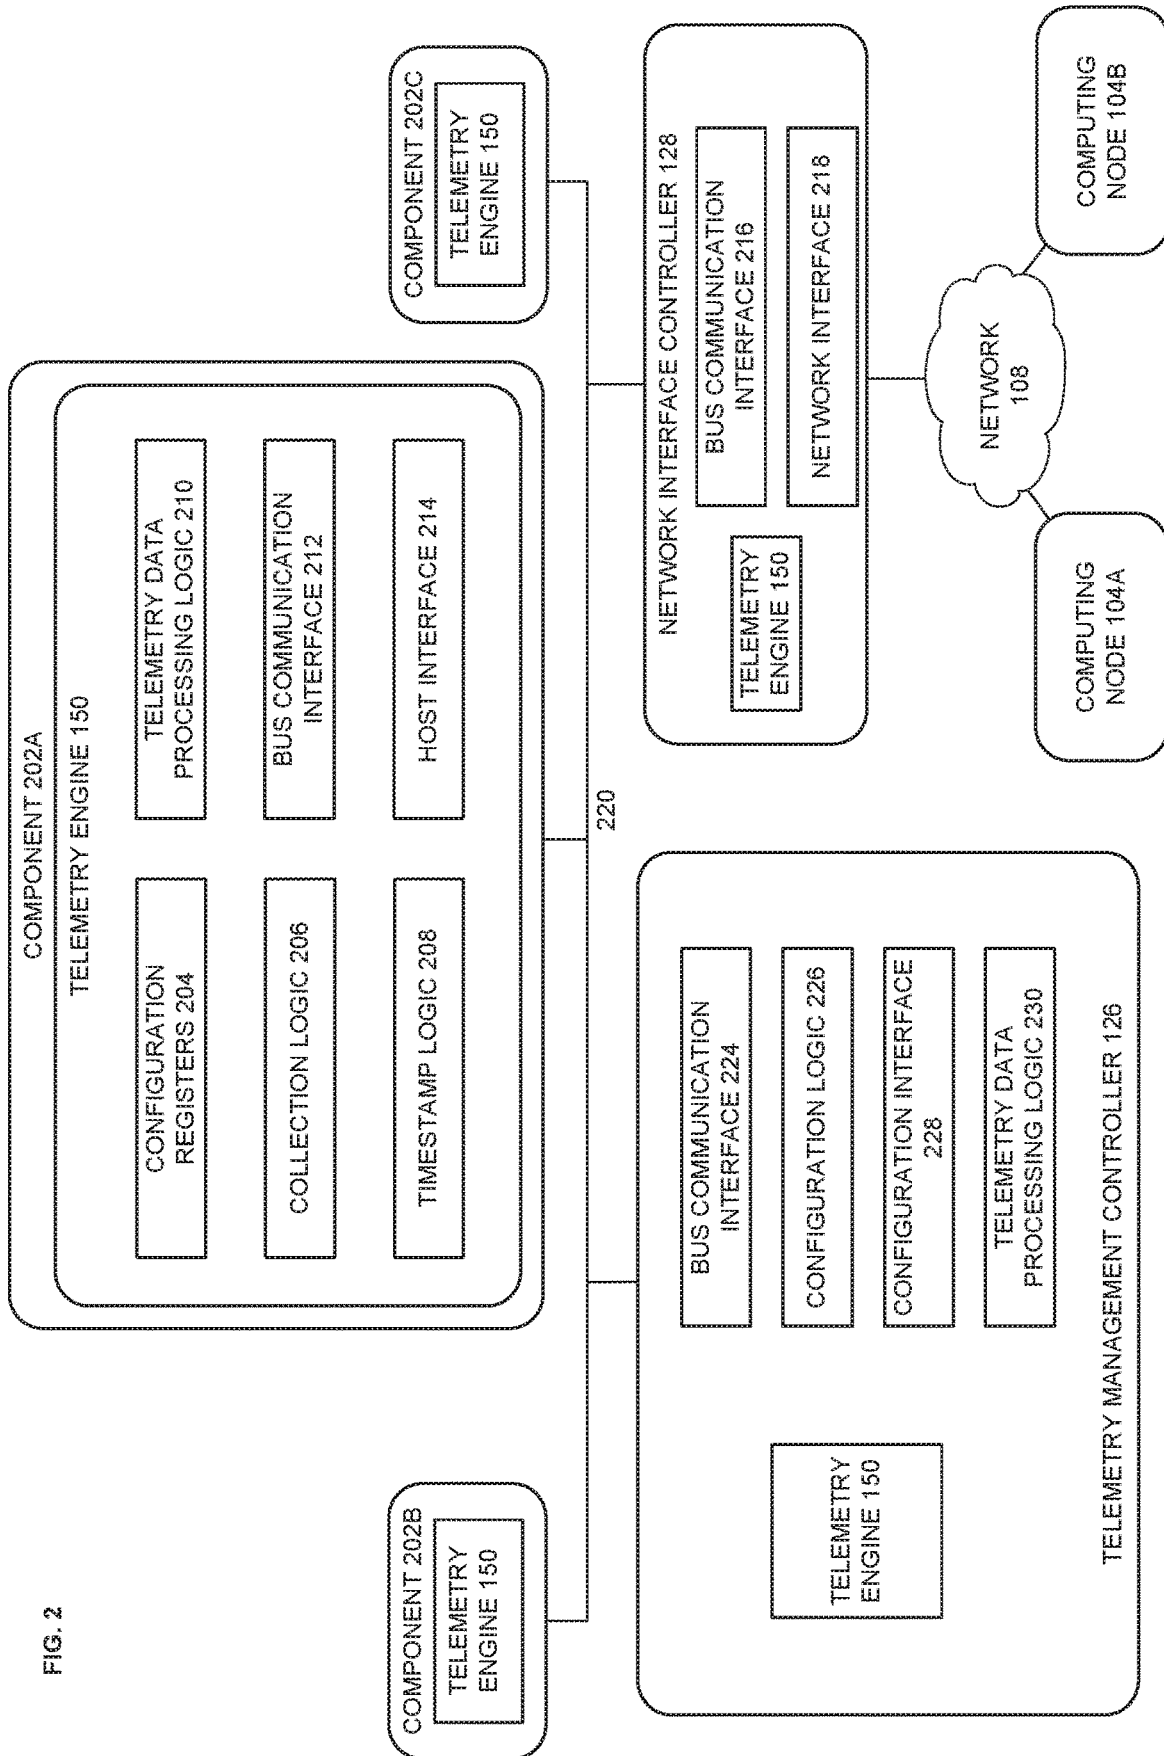 FIG. 2
COMPONENT 202A
TELEMETRY ENGINE 150
CONFIGURATION
REGISTERS 204
COLLECTION LOGIC 206
TIMESTAMP LOGIC 208
TELEMETRY DATA
PROCESSING LOGIC 210
BUS COMMUNICATION
INTERFACE 212
HOST INTERFACE 214
COMPONENT 202B
TELEMETRY
ENGINE 150
COMPONENT 202C
TELEMETRY
ENGINE 150
220
TELEMETRY
ENGINE 150
BUS COMMUNICATION
INTERFACE 224
CONFIGURATION LOGIC 226
CONFIGURATION INTERFACE
228
TELEMETRY DATA
PROCESSING LOGIC 230
TELEMETRY MANAGEMENT CONTROLLER 126
NETWORK INTERFACE CONTROLLER 128
TELEMETRY
ENGINE 150
BUS COMMUNICATION
INTERFACE 216
NETWORK INTERFACE 218
NETWORK
108
COMPUTING
NODE 104A
COMPUTING
NODE 104B